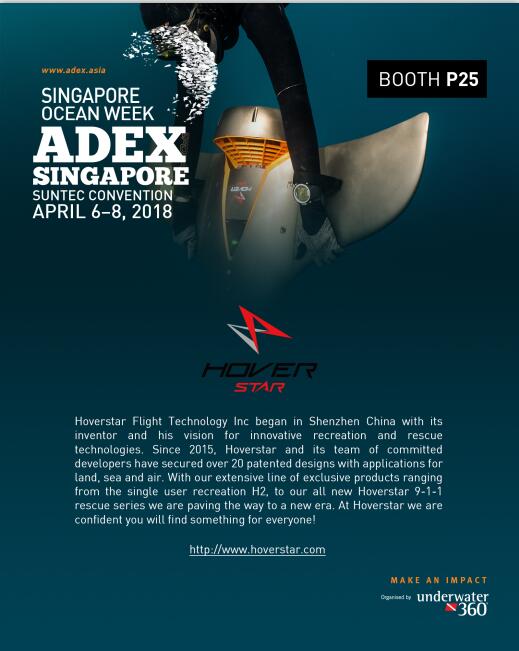 www.adex.asia
SINGAPORE
OCEAN WEEK
ADEX
SINGAPORE
SUNTEC CONVENTION
APRIL 6–8, 2018
BOOTH P25
HOVER
STAR
Hoverstar Flight Technology Inc began in Shenzhen China with its
inventor and his vision for innovative recreation and rescue
technologies. Since 2015, Hoverstar and its team of committed
developers have secured over 20 patented designs with applications for
land, sea and air. With our extensive line of exclusive products ranging
from the single user recreation H2, to our all new Hoverstar 9-1-1
rescue series we are paving the way to a new era. At Hoverstar we are
confident you will find something for everyone!
http://www.hoverstar.com
MAKE AN IMPACT
Organised by underwater
360